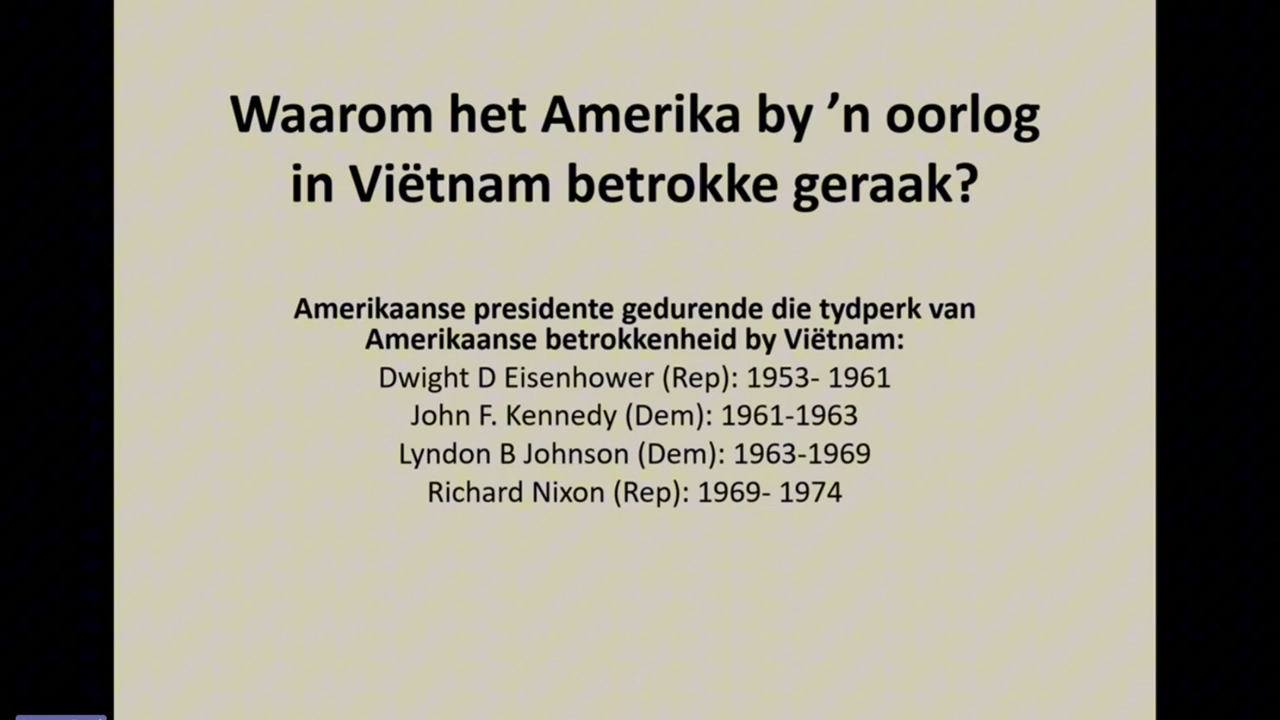 Waarom het Amerika by ’n oorlog
in Viëtnam betrokke geraak?
Amerikaanse presidente gedurende die tydperk van
Amerikaanse betrokkenheid by Viëtnam:
Dwight D Eisenhower (Rep): 1953- 1961
John F. Kennedy (Dem): 1961-1963
Lyndon B Johnson (Dem): 1963-1969
Richard Nixon (Rep): 1969- 1974